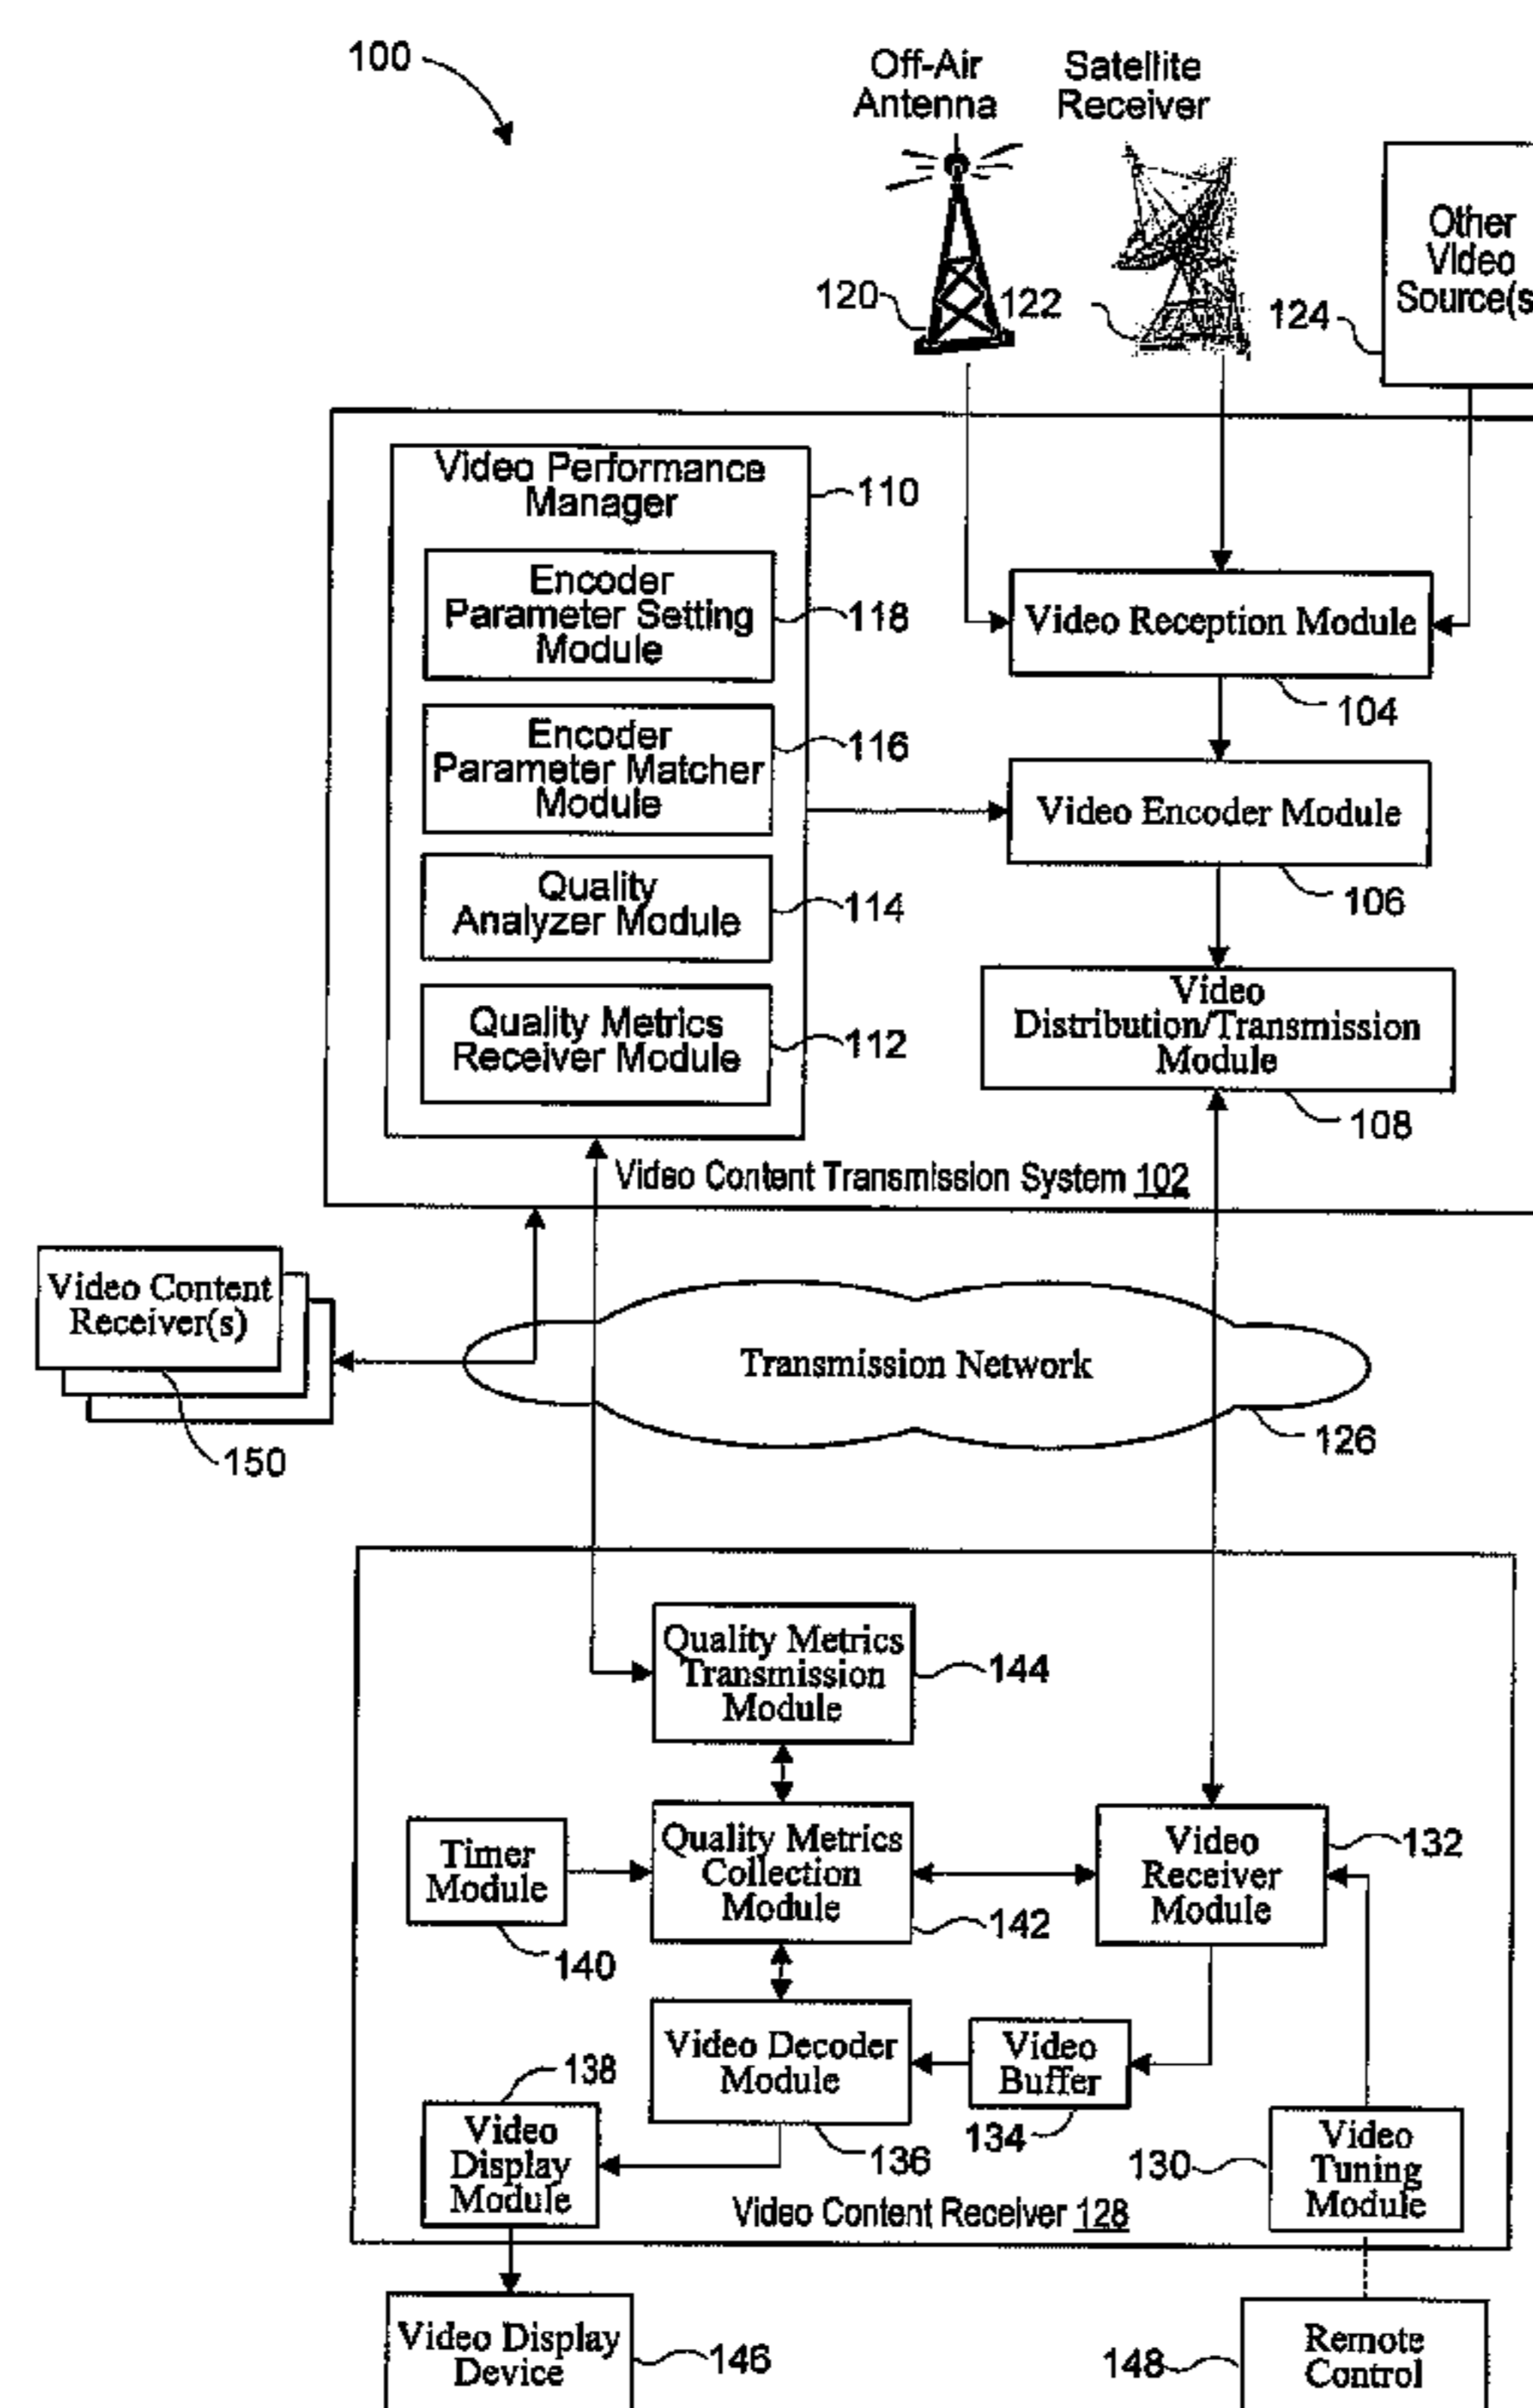 100
Off-Air
Antenna
Satellite
Receiver
Other
Video
Source(s
120
122
124
Video Performance
Manager
110
Encoder
Parameter Setting
Module
118
Video Reception Module
104
Encoder
Parameter Matcher
Module
116
Video Encoder Module
106
Quality
Analyzer Module
114
Video
Distribution/Transmission
Module
108
Quality Metrics
Receiver Module
112
Video Content Transmission System 102
Video Content
Receiver(s)
150
Transmission Network
126
Quality Metrics
Transmission
Module
144
Timer
Module
140
Quality Metrics
Collection
Module
142
Video
Receiver
Module
132
Video Decoder
Module
136
Video
Buffer
134
138
Video
Display
Module
130
Video
Tuning
Module
Video Content Receiver 128
Video Display
Device
146
148
Remote
Control